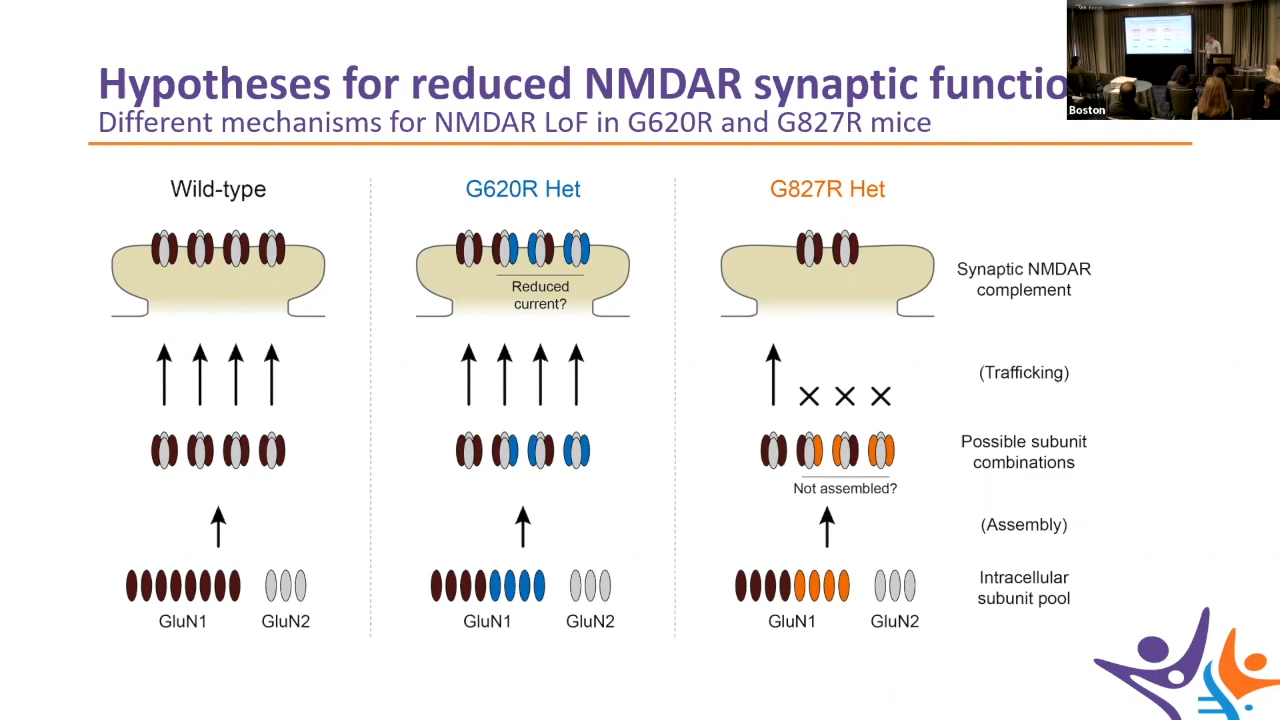 Hypotheses for reduced NMDAR synaptic functio
Different mechanisms for NMDAR LoF in G620R and G827R mice
Boston
Wild-type
G620R Het
G827R Het
Reduced
current?
Synaptic NMDAR
complement
(Trafficking)
Possible subunit
combinations
Not assembled?
(Assembly)
Intracellular
subunit pool
GluN1
GluN2
GluN1
GluN2
GluN1
GluN2